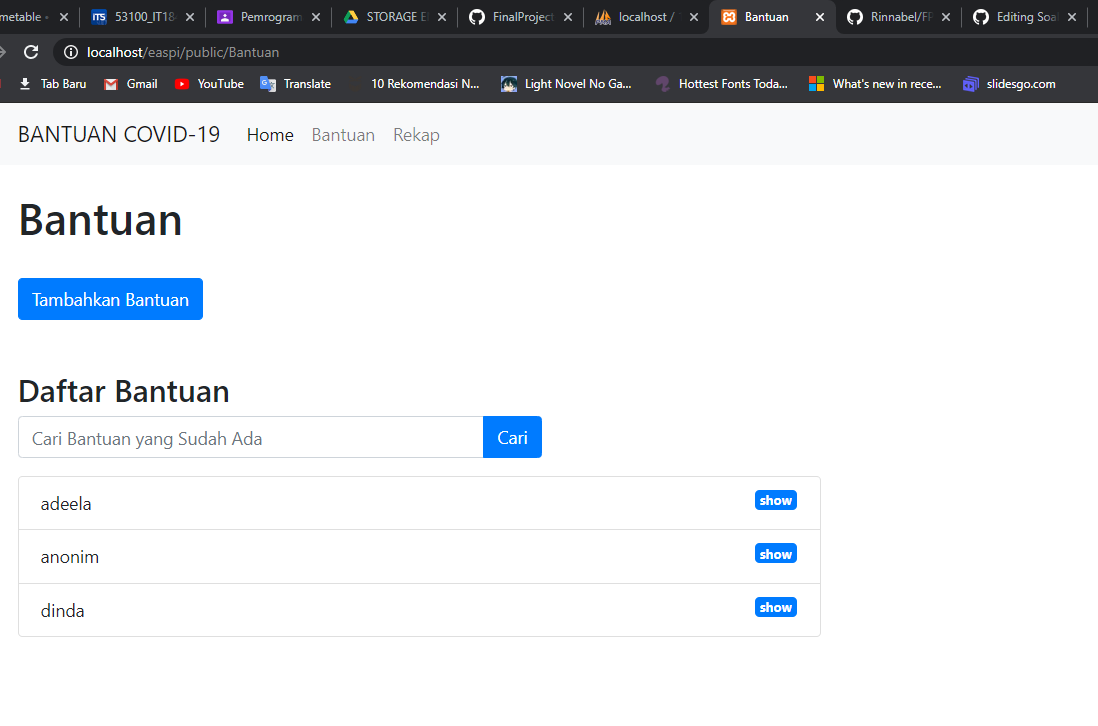 metable 53100_IT18 Pemrogram STORAGE E FinalProject localhost / Bantuan Rinnabel/FP Editing Soal
localhost/easpi/public/Bantuan
Tab Baru Gmail YouTube Translate 10 Rekomendasi N... Light Novel No Ga... Hottest Fonts Toda... What's new in rece... slidesgo.com
BANTUAN COVID-19 Home Bantuan Rekap
Bantuan
Tambahkan Bantuan
Daftar Bantuan
Cari Bantuan yang Sudah Ada Cari
adeela show
anonim show
dinda show